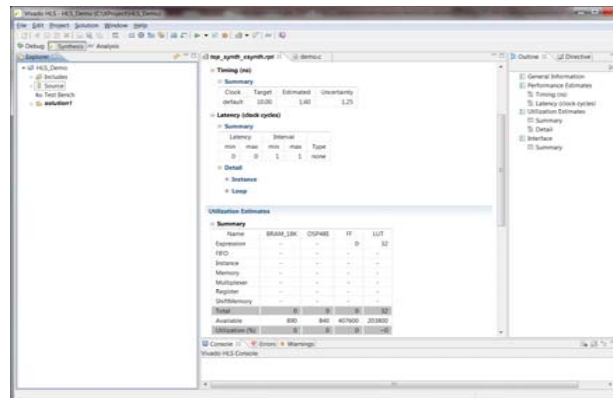 Vivado HLS - HLS_Demo (C:\XProject\HLS_Demo)
File Edit Project Solution Window Help
Debug Synthesis Analysis
Explorer
HLS_Demo
Includes
Source
Test Bench
solution1
top_synth_csynth.rpt demo.c
Timing (ns)
Summary
Clock Target Estimated Uncertainty
default 10.00 1.60 1.25
Latency (clock cycles)
Summary
Latency Interval
min max min max Type
0 0 1 1 none
Detail
Instance
Loop
Utilization Estimates
Summary
Name BRAM_18K DSP48E FF LUT
Expression - - 0 32
FIFO - - - -
Instance - - - -
Memory - - - -
Multiplexer - - - -
Register - - - -
ShiftMemory - - - -
Total 0 0 0 32
Available 890 840 407600 203800
Utilization (%) 0 0 0 ~0
Console Errors Warnings
Vivado HLS Console
Outline Directive
General Information
Performance Estimates
Timing (ns)
Latency (clock cycles)
Utilization Estimates
Summary
Detail
Interface
Summary